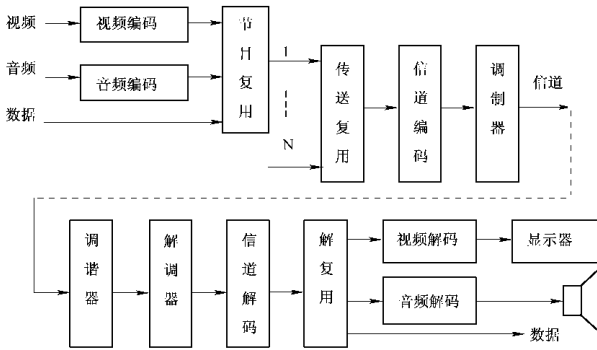 视频
视频编码
音频
音频编码
数据
节目复用
1
N
传送复用
信道编码
调制器
信道
调谐器
解调器
信道解码
解复用
视频解码
显示器
音频解码
数据